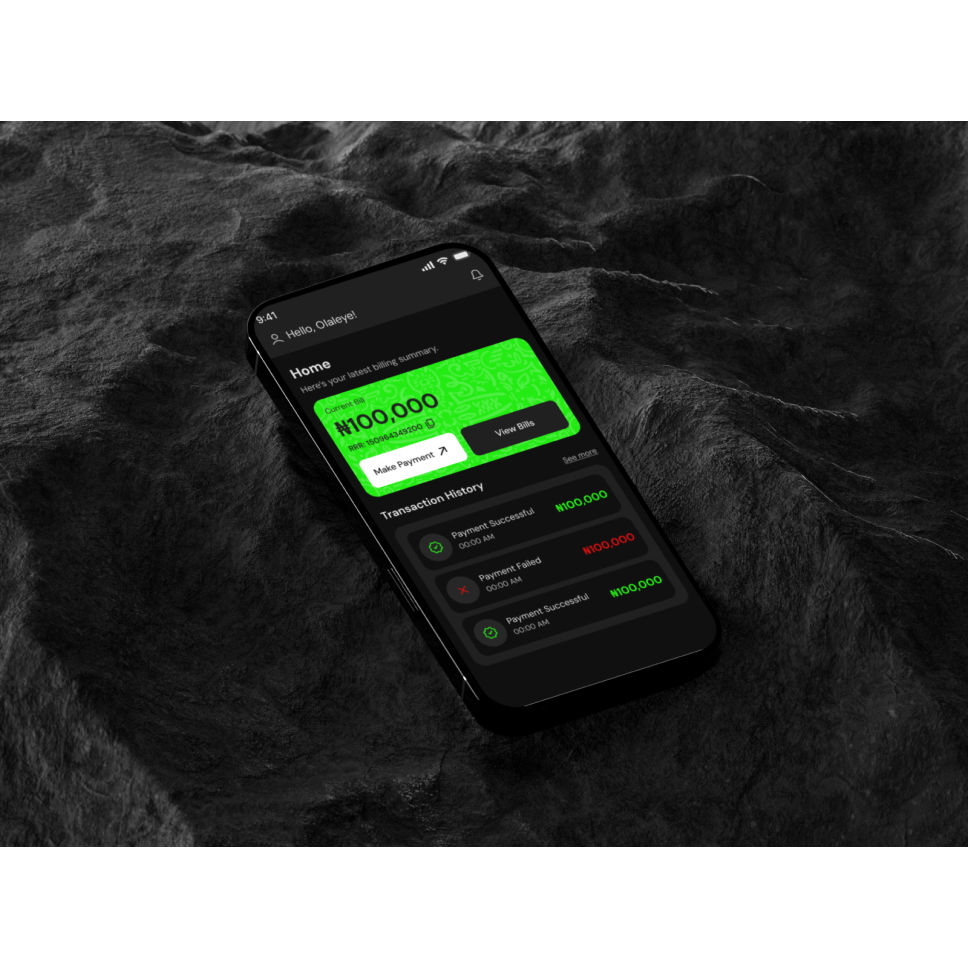 9:41
Hello, Olaleye!
Home
Here's your latest billing summary.
Current Bill
₦100,000
RRR: 150964349200
Make Payment
View Bills
Transaction History
See more
Payment Successful
00:00 AM
₦100,000
Payment Failed
00:00 AM
₦100,000
Payment Successful
00:00 AM
₦100,000